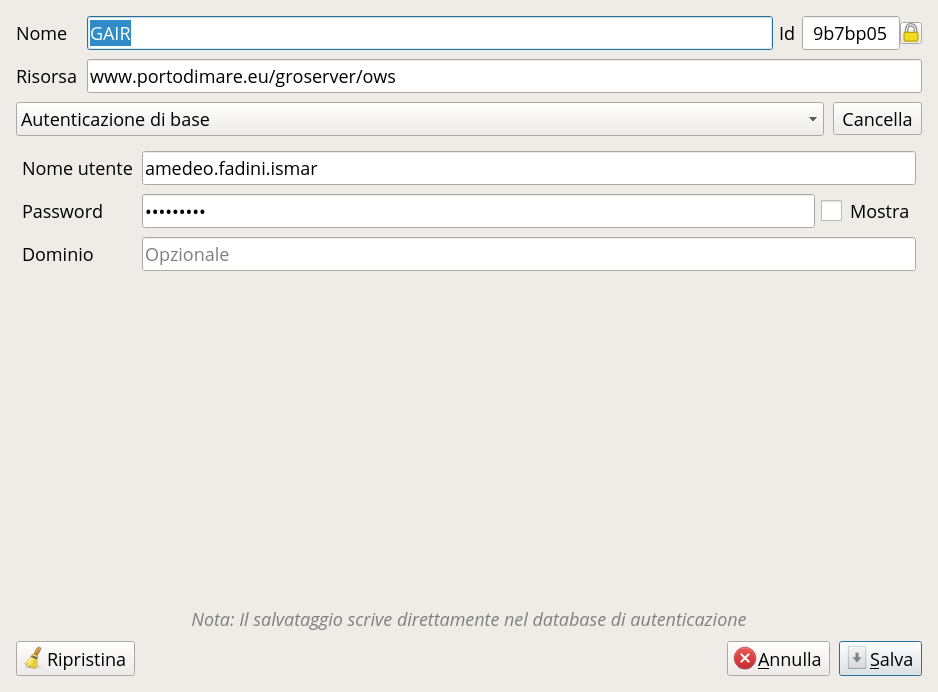 Nome GAIR Id 9b7bp05
Risorsa www.portodimare.eu/groserver/ows
Autenticazione di base Cancella
Nome utente amedeo.fadini.ismar
Password ••••••••• Mostra
Dominio Opzionale
Nota: Il salvataggio scrive direttamente nel database di autenticazione
Ripristina Annulla Salva